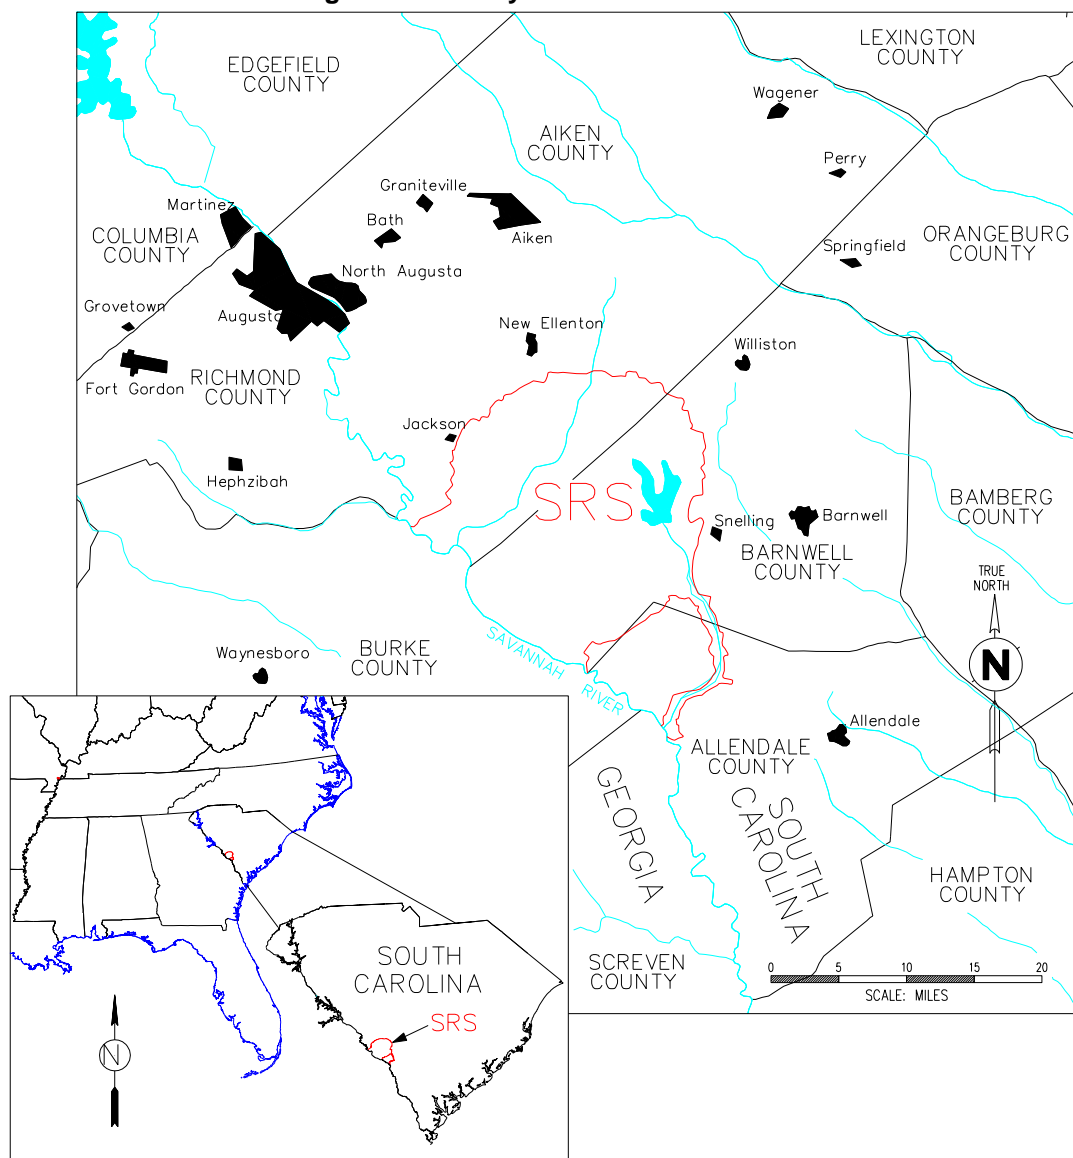 LEXINGTON
COUNTY
EDGEFIELD
COUNTY
Wagener
AIKEN
COUNTY
Perry
Graniteville
Martinez
Bath
Aiken
COLUMBIA
COUNTY
ORANGEBURG
COUNTY
Springfield
North Augusta
Grovetown
Augusta
New Ellenton
Williston
Fort Gordon
RICHMOND
COUNTY
Jackson
Hephzibah
SRS
BAMBERG
COUNTY
Snelling
Barnwell
BARNWELL
COUNTY
TRUE
NORTH
N
SAVANNAH RIVER
BURKE
COUNTY
Waynesboro
Allendale
ALLENDALE
COUNTY
GEORGIA
SOUTH
CAROLINA
HAMPTON
COUNTY
SCREVEN
COUNTY
0 5 10 15 20
SCALE: MILES
SOUTH
CAROLINA
SRS
N